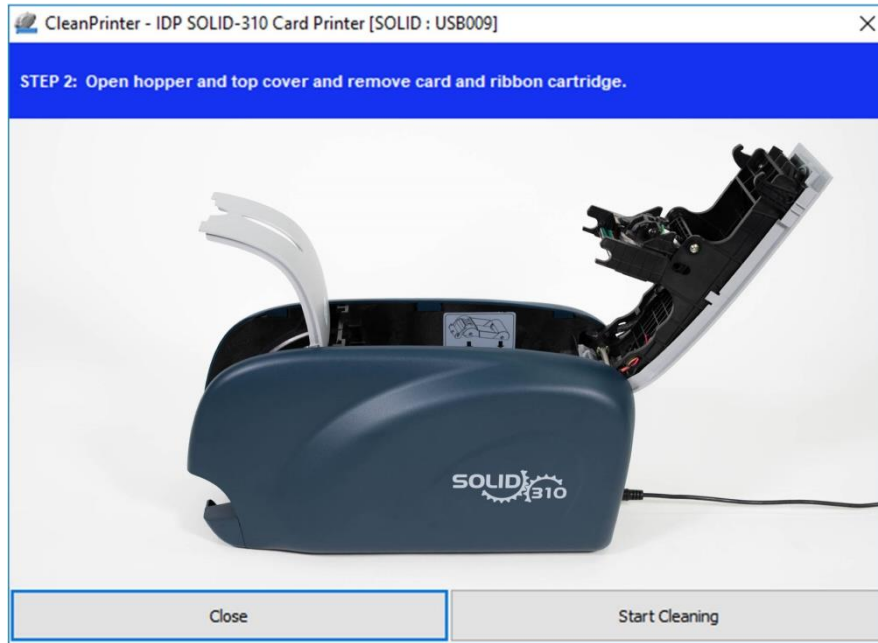 CleanPrinter - IDP SOLID-310 Card Printer [SOLID : USB009]
STEP 2: Open hopper and top cover and remove card and ribbon cartridge.
SOLID 310
Close
Start Cleaning